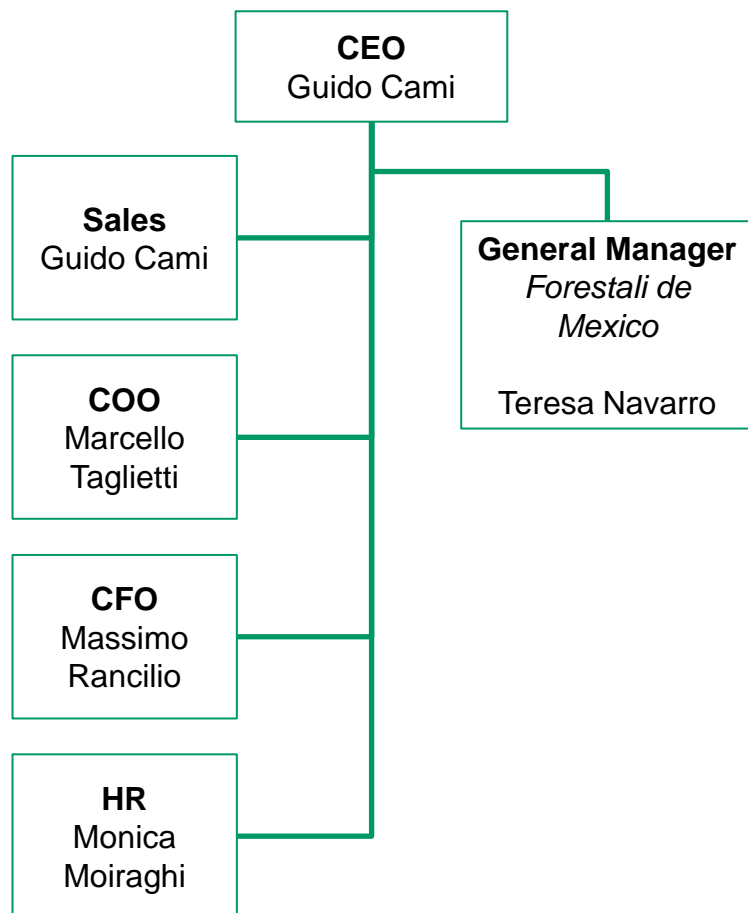 CEO
Guido Cami
Sales
Guido Cami
General Manager
Forestali de
Mexico
Teresa Navarro
COO
Marcello
Taglietti
CFO
Massimo
Rancilio
HR
Monica
Moiraghi